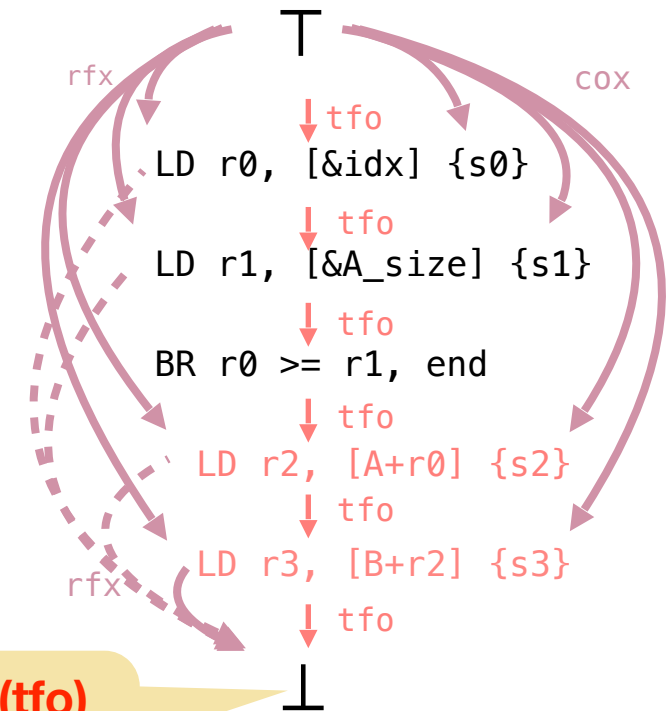 ⊤
rfx
cox
tfo
LD r0, [&idx] {s0}
tfo
LD r1, [&A_size] {s1}
tfo
BR r0 >= r1, end
tfo
LD r2, [A+r0] {s2}
tfo
LD r3, [B+r2] {s3}
rfx
tfo
⊥
(tfo)